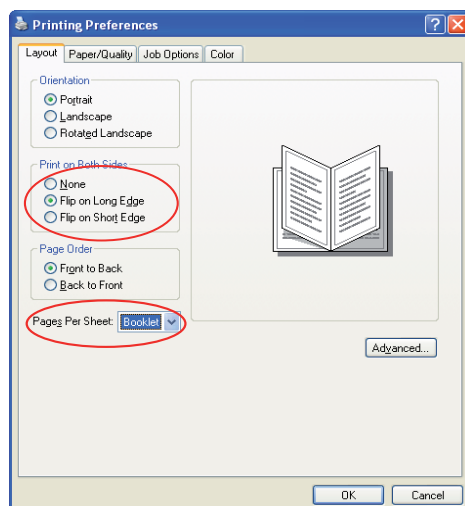 Printing Preferences
Layout Paper/Quality Job Options Color
Orientation
Portrait
Landscape
Rotated Landscape
Print on Both Sides
None
Flip on Long Edge
Flip on Short Edge
Page Order
Front to Back
Back to Front
Pages Per Sheet: Booklet
Advanced...
OK Cancel